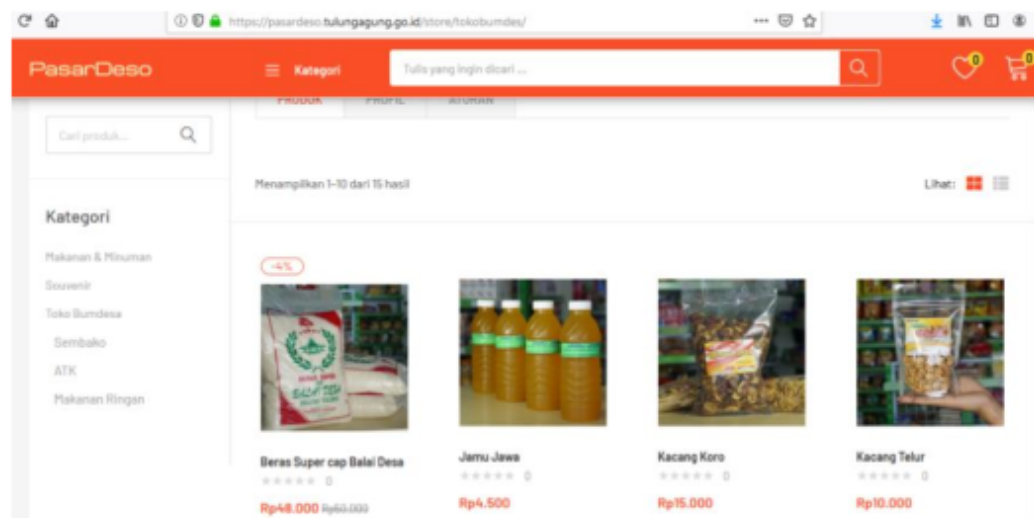 https://pasardeso.tulungagung.go.id/store/tokobumdes/
PasarDeso
Kategori
Tulis yang ingin dicari ...
0
0
PRODUK PROFIL ATURAN
Cari produk...
Menampilkan 1-10 dari 15 hasil
Lihat:
Kategori
Makanan & Minuman
Souvenir
Toko Bumdesa
Sembako
ATK
Makanan Ringan
-4%
BALAI DESA
Beras Super cap Balai Desa
0
Rp48.000
Jamu Jawa
0
Rp4.500
Kacang Koro
0
Rp15.000
Kacang Telur
0
Rp10.000